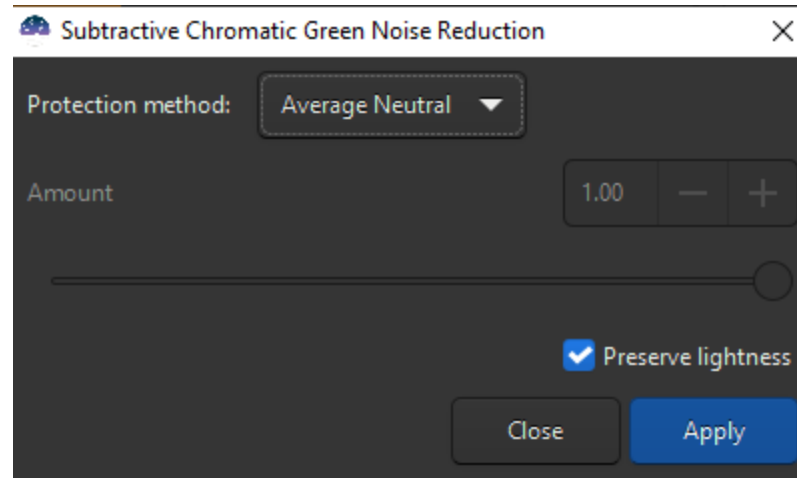 Subtractive Chromatic Green Noise Reduction
Protection method: Average Neutral
Amount 1.00
Preserve lightness
Close Apply